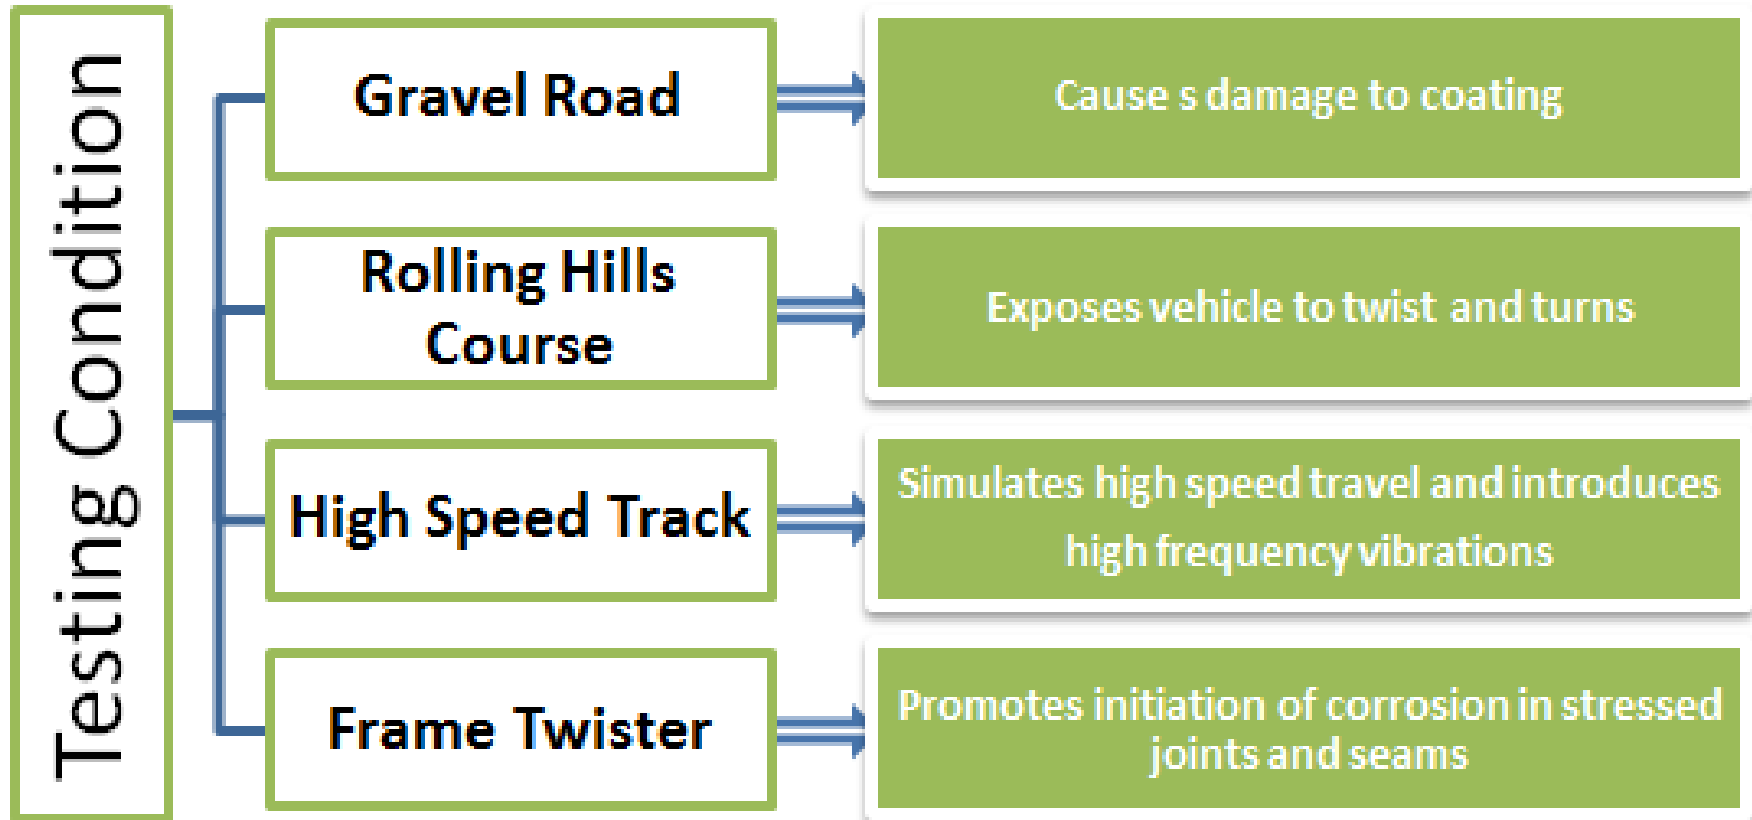 Testing Condition
Gravel Road
Cause s damage to coating
Rolling Hills
Course
Exposes vehicle to twist and turns
High Speed Track
Simulates high speed travel and introduces
high frequency vibrations
Frame Twister
Promotes initiation of corrosion in stressed
joints and seams